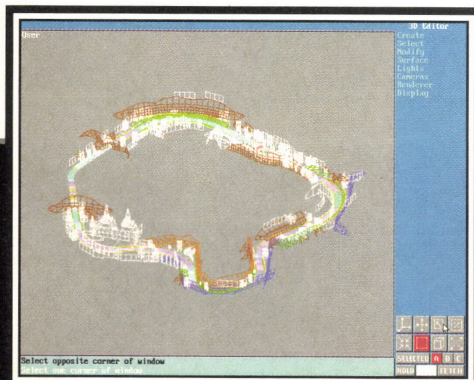 3D Editor
User
Create
Select
Modify
Surface
Lights
Cameras
Renderer
Display
SELECTED A B C
HOLD FETCH
Select opposite corner of window
Select one corner of window